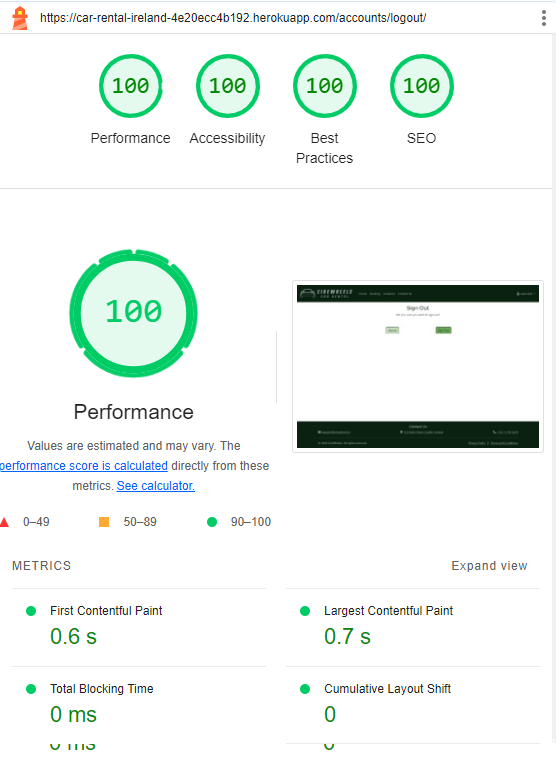 https://car-rental-ireland-4e20ecc4b192.herokuapp.com/accounts/logout/
100 100 100 100
Performance Accessibility Best Practices SEO
100
Performance
Values are estimated and may vary. The
performance score is calculated directly from these
metrics. See calculator.
0–49 50–89 90–100
Sign Out
METRICS Expand view
First Contentful Paint
0.6 s
Largest Contentful Paint
0.7 s
Total Blocking Time
0 ms
Cumulative Layout Shift
0
0 ms
0